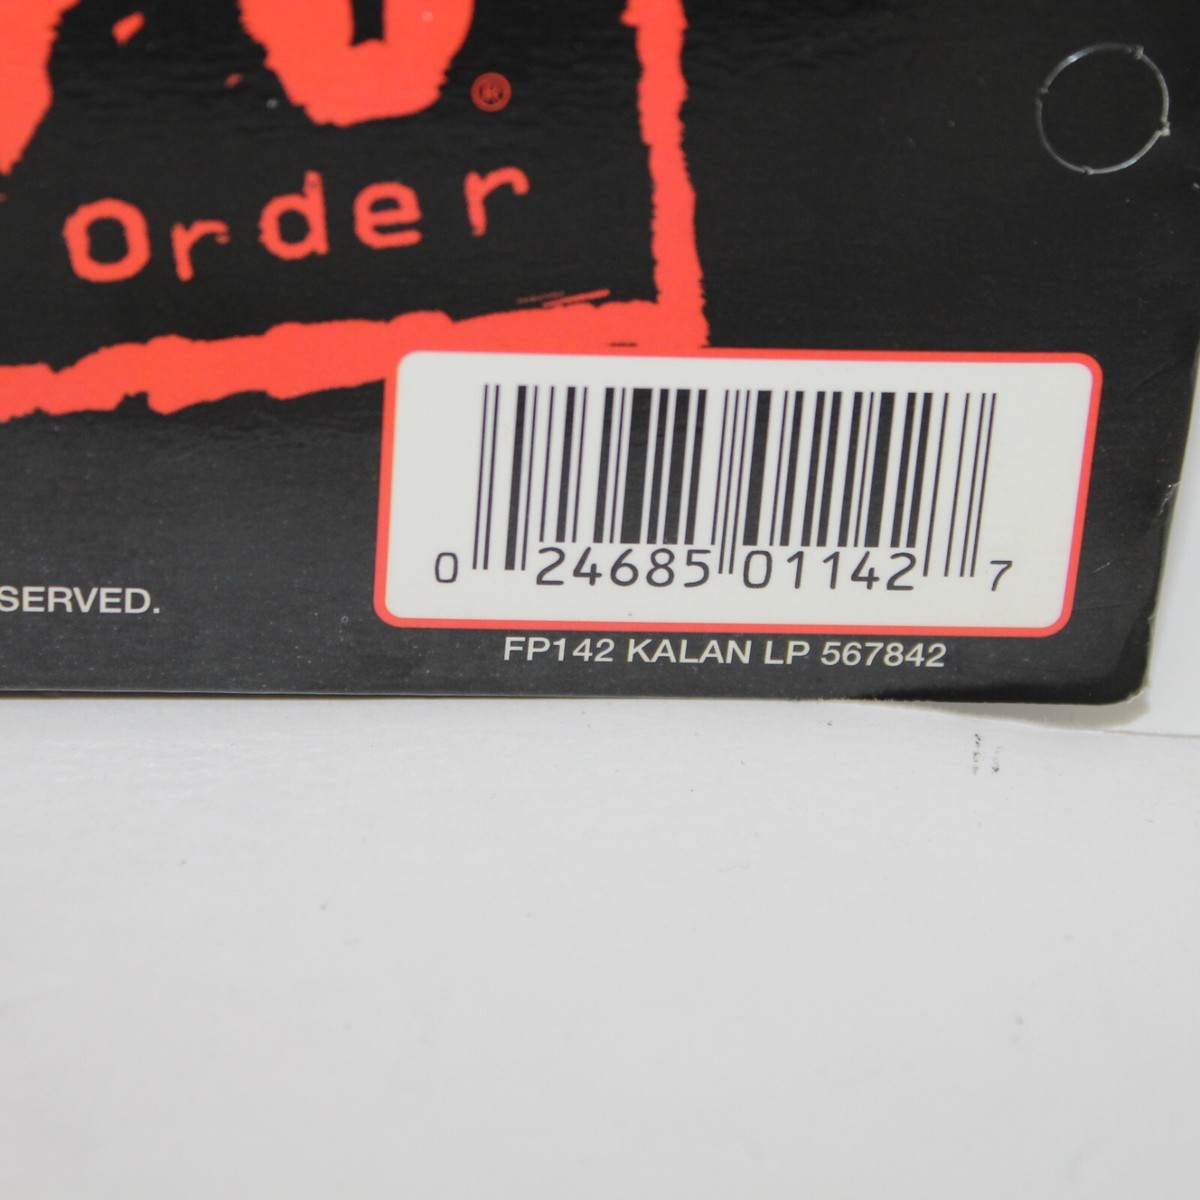 ®
Order
SERVED.
0 24685 01142 7
FP142 KALAN LP 567842